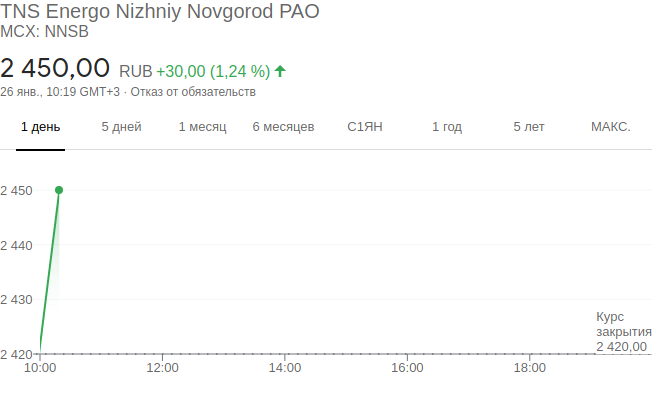 TNS Energo Nizhniy Novgorod PAO
MCX: NNSB
2 450,00 RUB +30,00 (1,24 %)
26 янв., 10:19 GMT+3 · Отказ от обязательств
1 день 5 дней 1 месяц 6 месяцев С1ЯН 1 год 5 лет МАКС.
2 450
2 440
2 430
Курс
закрытия
2 420,00
2 420
10:00 12:00 14:00 16:00 18:00